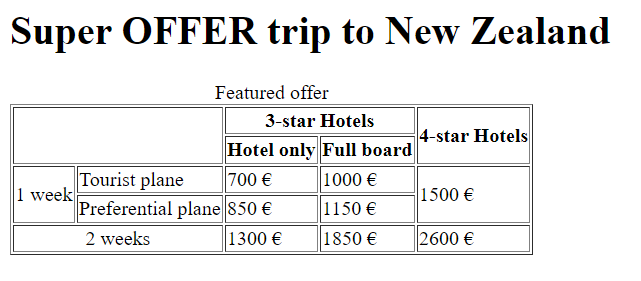 Super OFFER trip to New Zealand
Featured offer
3-star Hotels 4-star Hotels
Hotel only Full board
1 week Tourist plane 700 € 1000 € 1500 €
Preferential plane 850 € 1150 €
2 weeks 1300 € 1850 € 2600 €